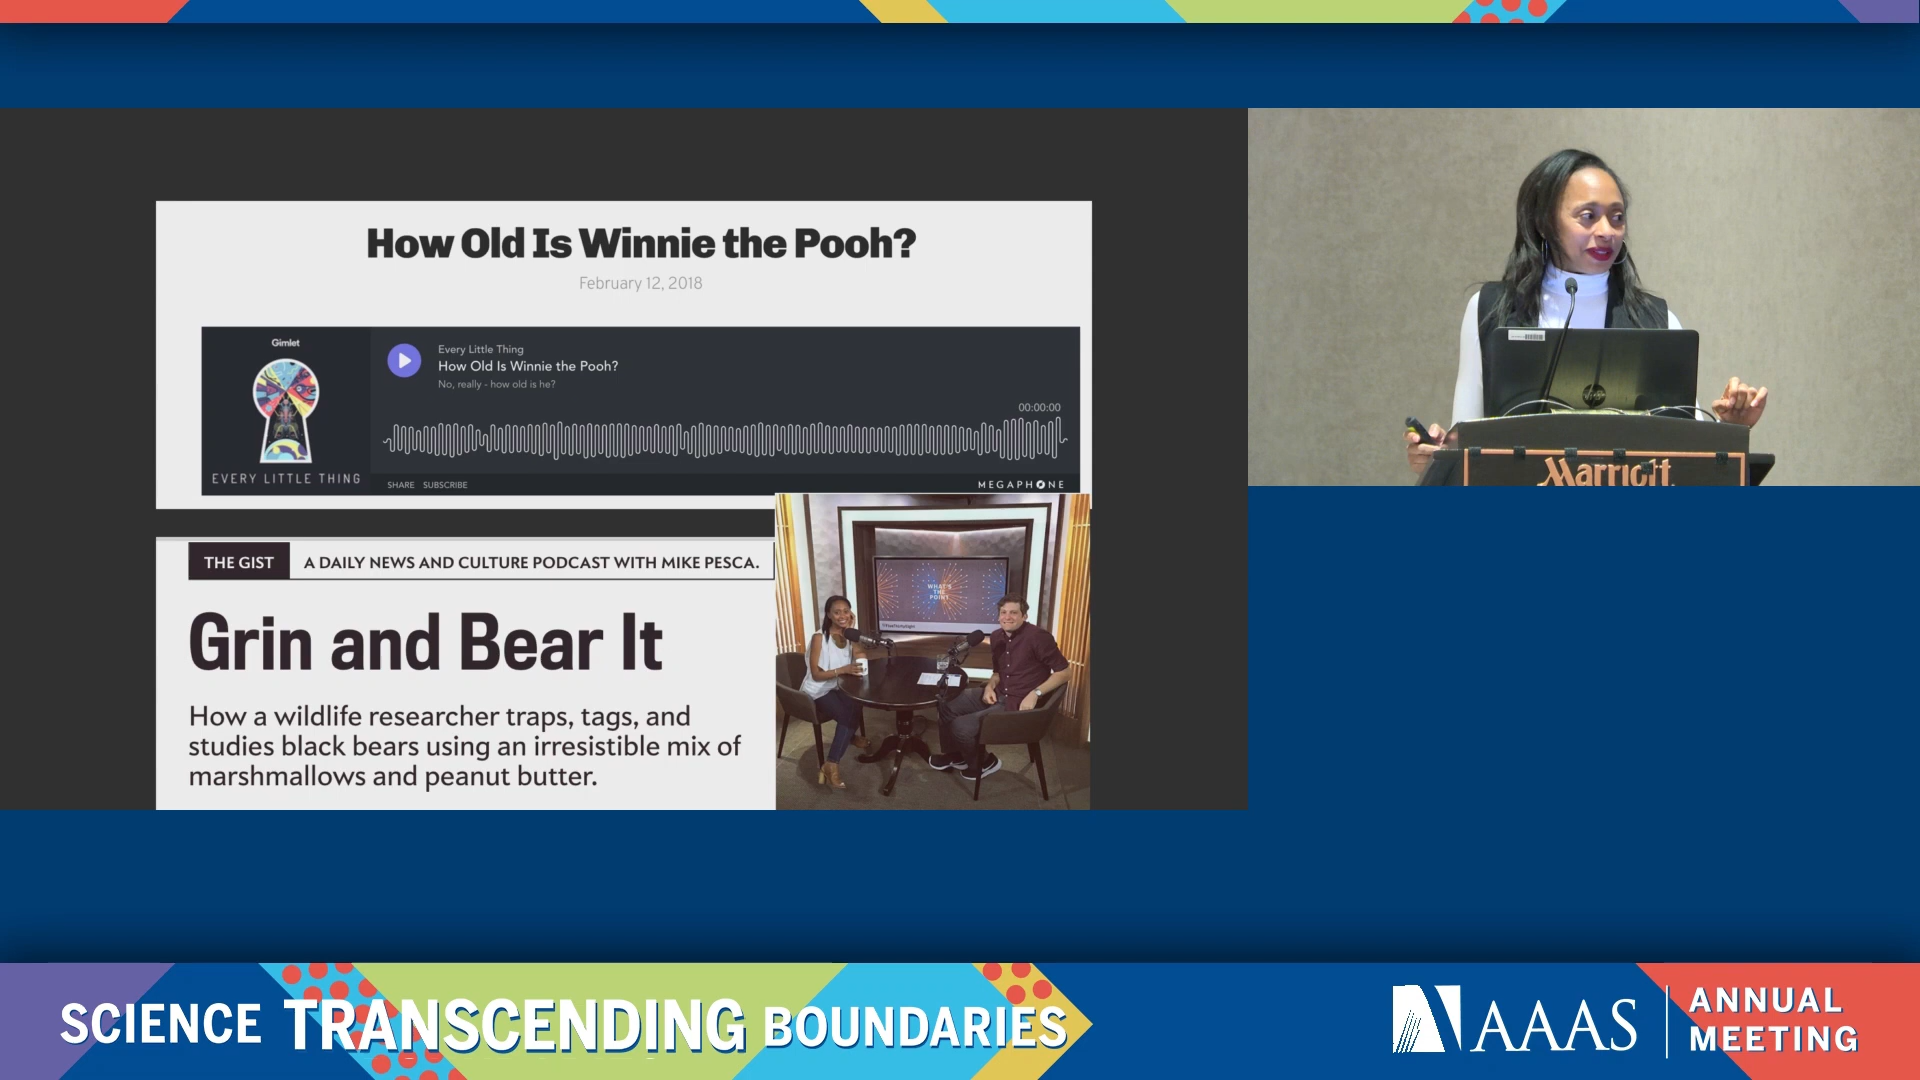 How Old Is Winnie the Pooh?
February 12, 2018
Gimlet
EVERY LITTLE THING
Every Little Thing
How Old Is Winnie the Pooh?
No, really - how old is he?
00:00:00
SHARE SUBSCRIBE
MEGAPHONE
THE GIST
A DAILY NEWS AND CULTURE PODCAST WITH MIKE PESCA.
Grin and Bear It
How a wildlife researcher traps, tags, and
studies black bears using an irresistible mix of
marshmallows and peanut butter.
WHAT'S
THE
POINT
Marriott
SCIENCE TRANSCENDING BOUNDARIES
AAAS
ANNUAL
MEETING